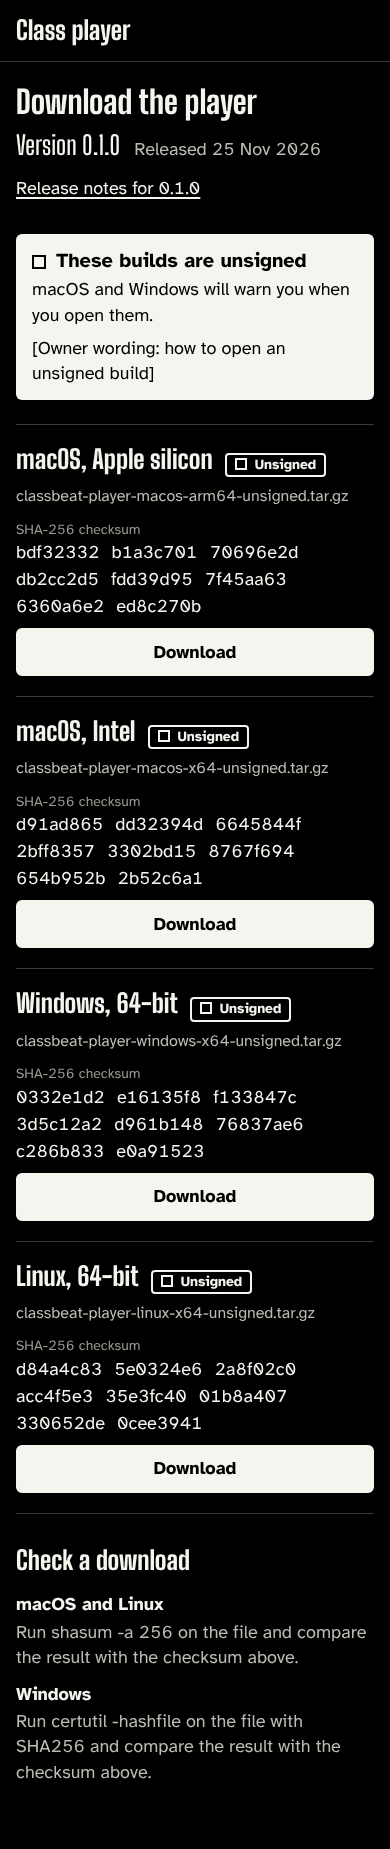 Class player
Download the player
Version 0.1.0 Released 25 Nov 2026
Release notes for 0.1.0
These builds are unsigned
macOS and Windows will warn you when
you open them.
[Owner wording: how to open an
unsigned build]
macOS, Apple silicon Unsigned
classbeat-player-macos-arm64-unsigned.tar.gz
SHA-256 checksum
bdf32332 b1a3c701 70696e2d
db2cc2d5 fdd39d95 7f45aa63
6360a6e2 ed8c270b
Download
macOS, Intel Unsigned
classbeat-player-macos-x64-unsigned.tar.gz
SHA-256 checksum
d91ad865 dd32394d 6645844f
2bff8357 3302bd15 8767f694
654b952b 2b52c6a1
Download
Windows, 64-bit Unsigned
classbeat-player-windows-x64-unsigned.tar.gz
SHA-256 checksum
0332e1d2 e16135f8 f133847c
3d5c12a2 d961b148 76837ae6
c286b833 e0a91523
Download
Linux, 64-bit Unsigned
classbeat-player-linux-x64-unsigned.tar.gz
SHA-256 checksum
d84a4c83 5e0324e6 2a8f02c0
acc4f5e3 35e3fc40 01b8a407
330652de 0cee3941
Download
Check a download
macOS and Linux
Run shasum -a 256 on the file and compare
the result with the checksum above.
Windows
Run certutil -hashfile on the file with
SHA256 and compare the result with the
checksum above.